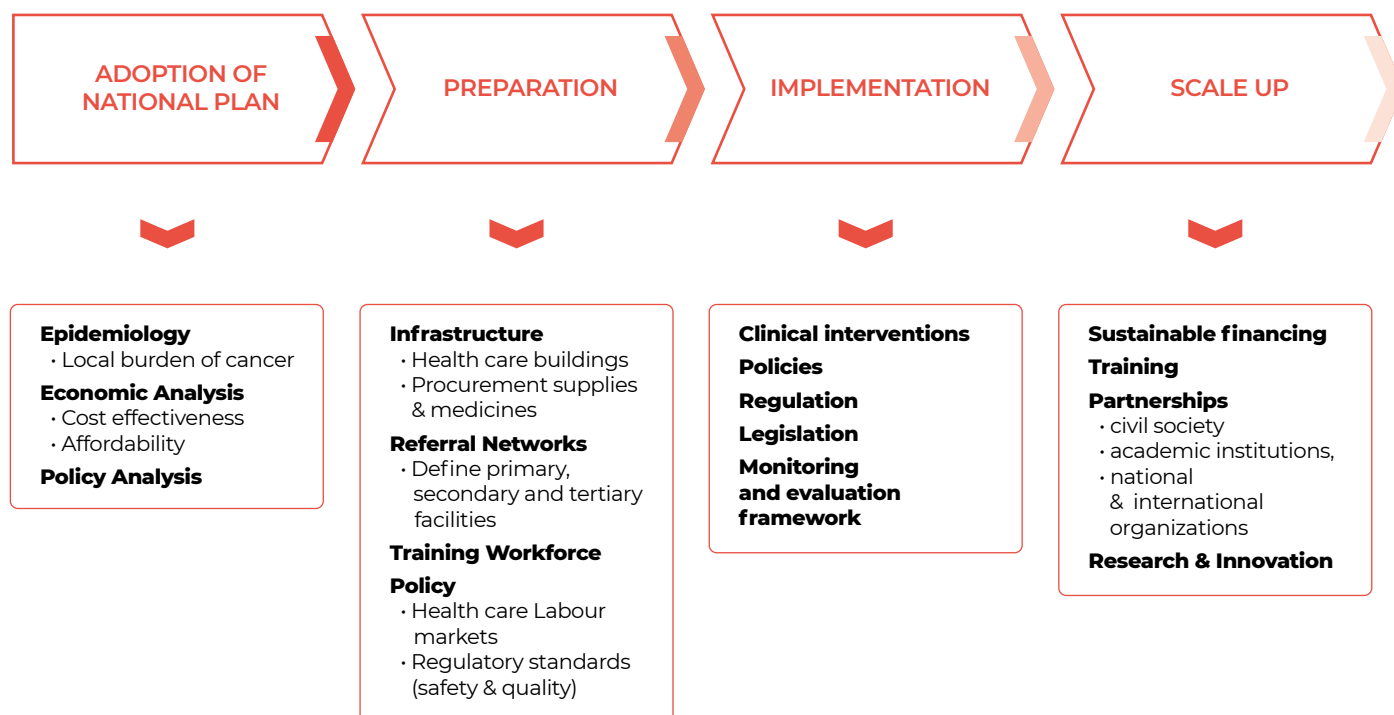 ADOPTION OF
NATIONAL PLAN
PREPARATION
IMPLEMENTATION
SCALE UP
Epidemiology
· Local burden of cancer
Economic Analysis
· Cost effectiveness
· Affordability
Policy Analysis
Infrastructure
· Health care buildings
· Procurement supplies
& medicines
Referral Networks
· Define primary,
secondary and tertiary
facilities
Training Workforce
Policy
· Health care Labour
markets
· Regulatory standards
(safety & quality)
Clinical interventions
Policies
Regulation
Legislation
Monitoring
and evaluation
framework
Sustainable financing
Training
Partnerships
· civil society
· academic institutions,
· national
& international
organizations
Research & Innovation